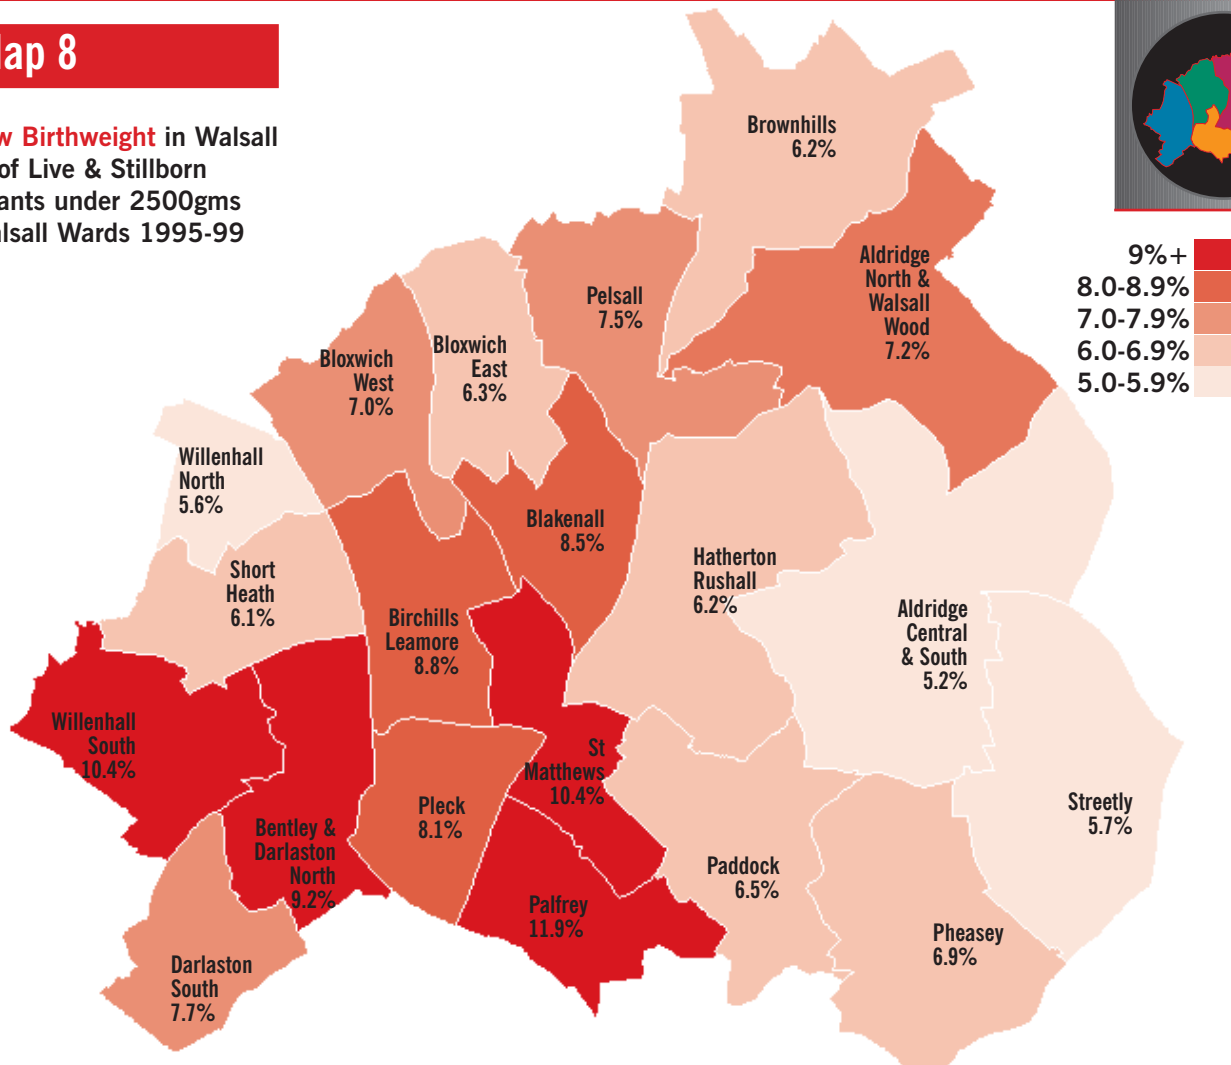 ap 8
w Birthweight in Walsall
of Live & Stillborn
ants under 2500gms
alsall Wards 1995-99
9%+
8.0-8.9%
7.0-7.9%
6.0-6.9%
5.0-5.9%
Brownhills
6.2%
Aldridge
North &
Walsall
Wood
7.2%
Pelsall
7.5%
Bloxwich
East
6.3%
Bloxwich
West
7.0%
Willenhall
North
5.6%
Blakenall
8.5%
Hatherton
Rushall
6.2%
Short
Heath
6.1%
Birchills
Leamore
8.8%
Aldridge
Central
& South
5.2%
Willenhall
South
10.4%
St
Matthews
10.4%
Pleck
8.1%
Streetly
5.7%
Bentley &
Darlaston
North
9.2%
Paddock
6.5%
Palfrey
11.9%
Pheasey
6.9%
Darlaston
South
7.7%